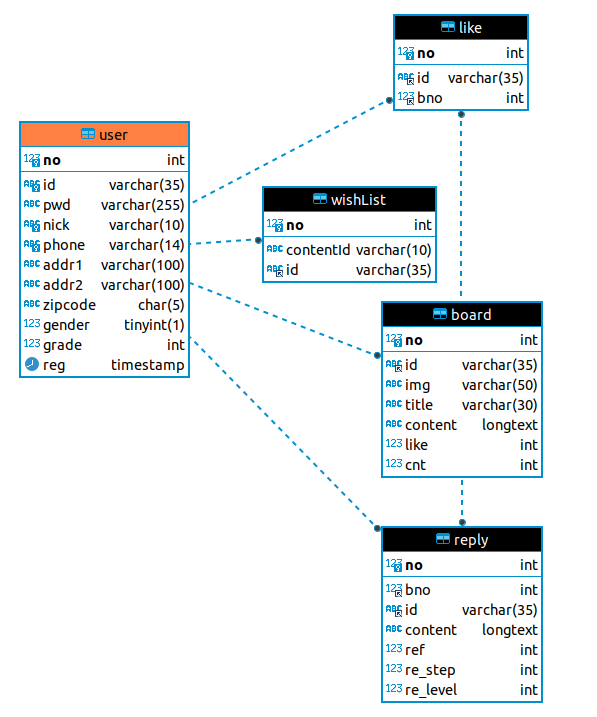 like
no int
id varchar(35)
bno int
user
no int
id varchar(35)
pwd varchar(255)
nick varchar(10)
phone varchar(14)
addr1 varchar(100)
addr2 varchar(100)
zipcode char(5)
gender tinyint(1)
grade int
reg timestamp
wishList
no int
contentId varchar(10)
id varchar(35)
board
no int
id varchar(35)
img varchar(50)
title varchar(30)
content longtext
like int
cnt int
reply
no int
bno int
id varchar(35)
content longtext
ref int
re_step int
re_level int